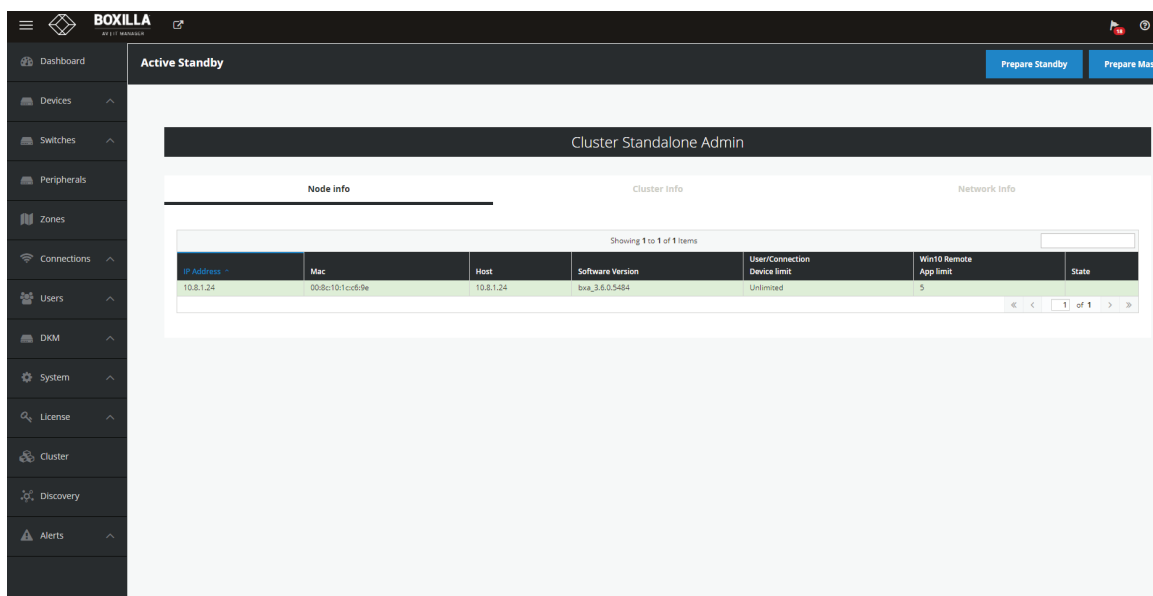 BOXILLA
AV | IT MANAGER
18
Dashboard
Devices
Switches
Peripherals
Zones
Connections
Users
DKM
System
License
Cluster
Discovery
Alerts
Active Standby
Prepare Standby
Prepare Mas
Cluster Standalone Admin
Node info
Cluster Info
Network Info
Showing 1 to 1 of 1 Items
IP Address Mac Host Software Version User/Connection Device limit Win10 Remote App limit State
10.8.1.24 00:8c:10:1c:c6:9e 10.8.1.24 bxa_3.6.0.5484 Unlimited 5
« < 1 of 1 > »